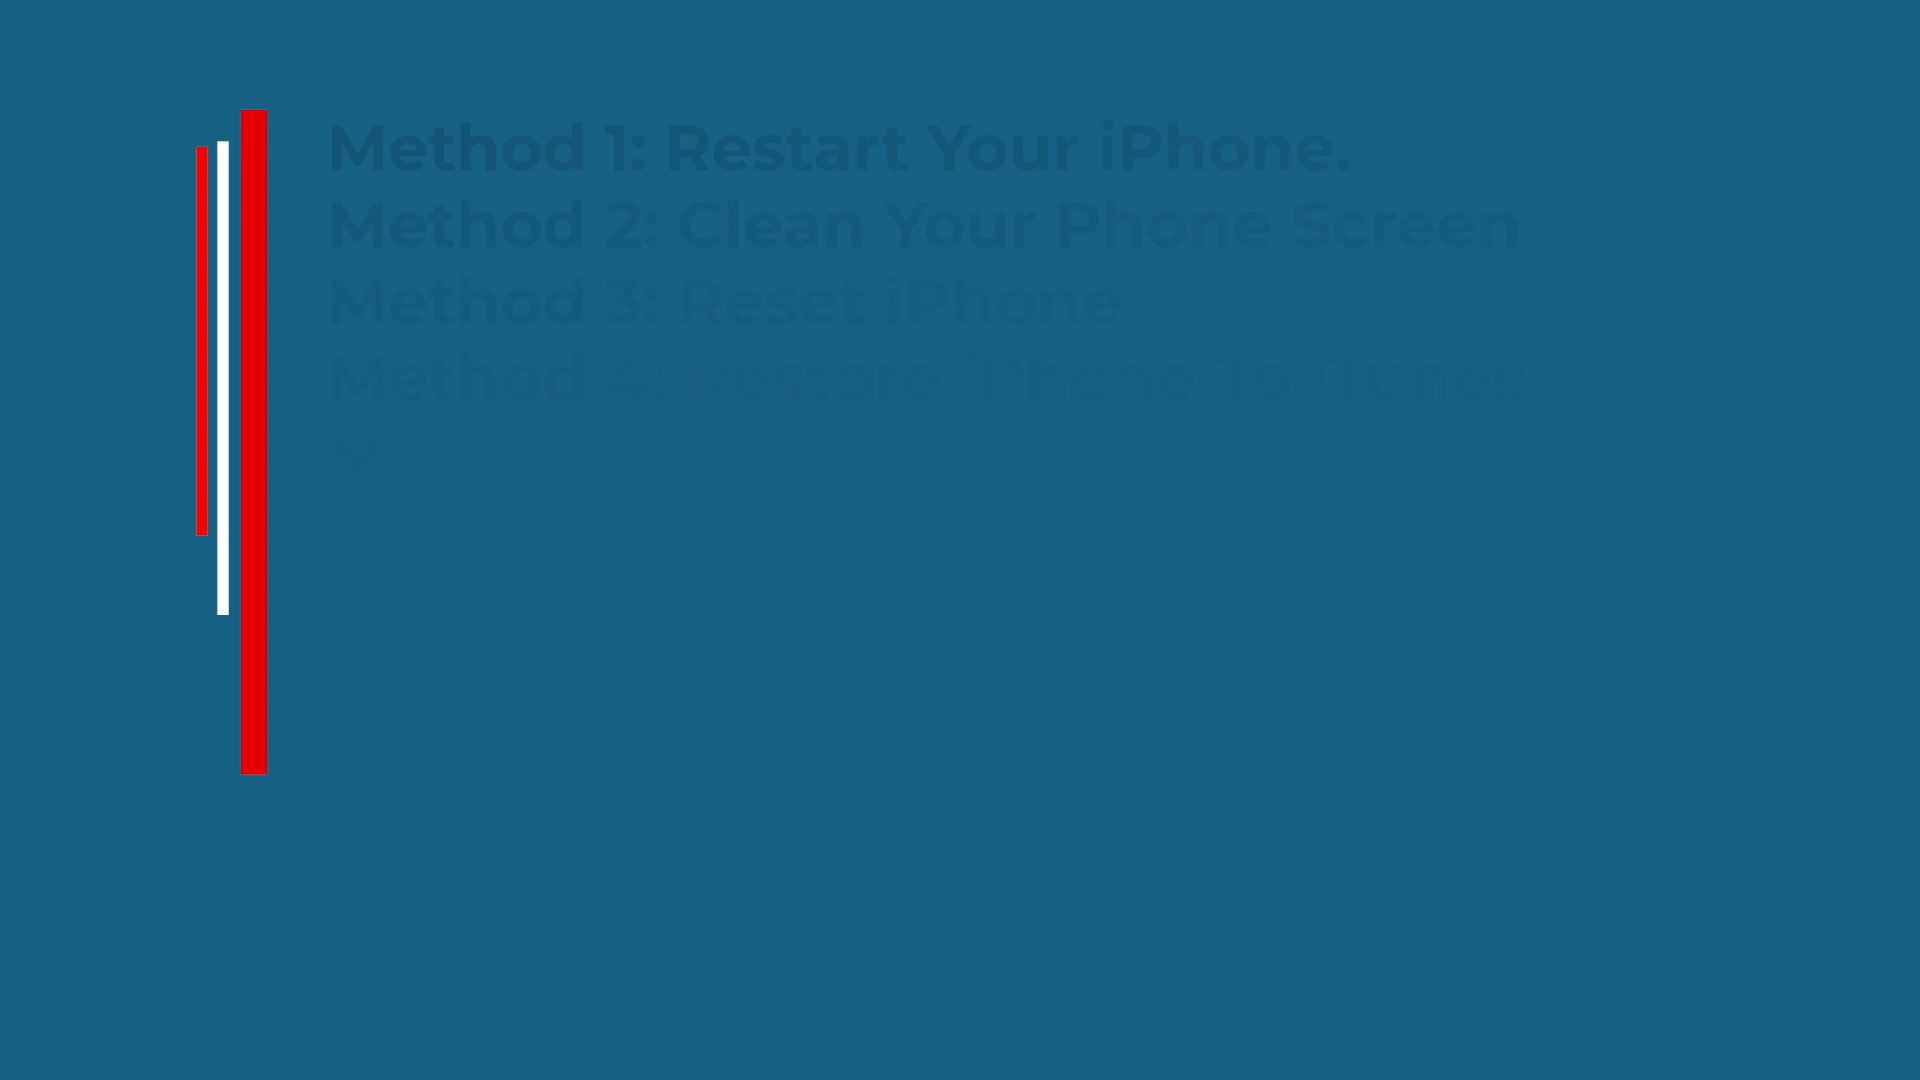 Method 1: Restart Your iPhone.
Method 2: Clean Your Phone Screen
Method 3: Reset iPhone
Method 4: Restore iPhone To iTunes
Method 5: Cycling The Battery
Method 6: Update Your iOS 5